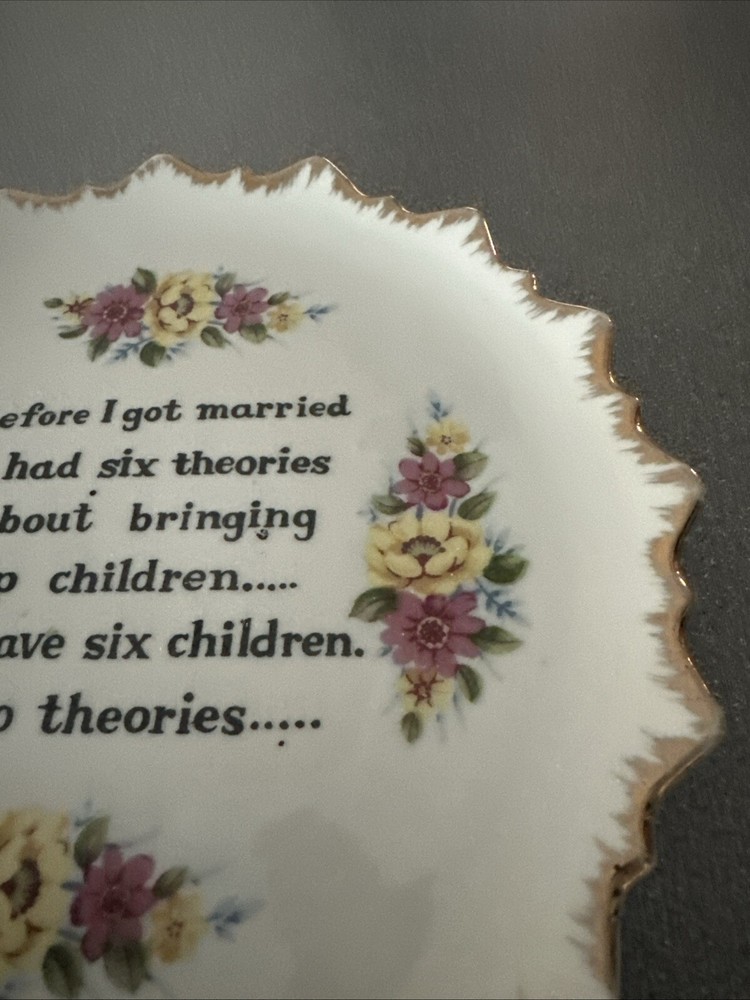 efore I got married
had six theories
bout bringing
p children.....
ave six children.
o theories.....